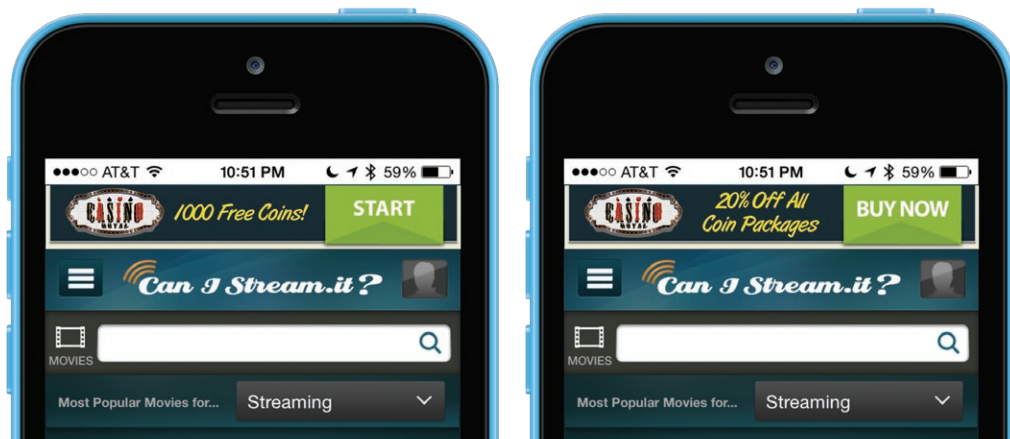 AT&T 10:51 PM 59%
CASINO ROYAL 1000 Free Coins! START
Can I Stream.it?
MOVIES
Most Popular Movies for... Streaming
AT&T 10:51 PM 59%
CASINO ROYAL 20% Off All
Coin Packages BUY NOW
Can I Stream.it?
MOVIES
Most Popular Movies for... Streaming